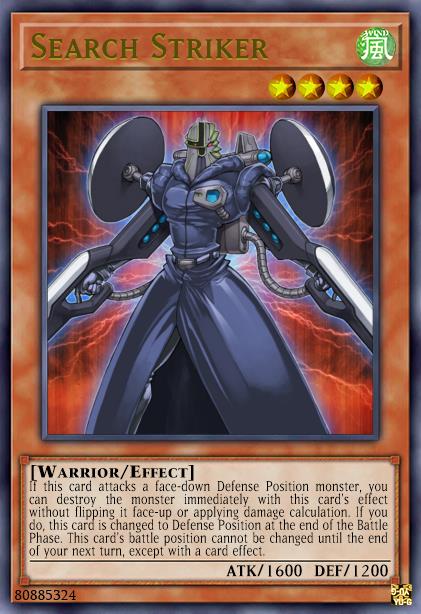 Search Striker
WIND
風
[Warrior/Effect]
If this card attacks a face-down Defense Position monster, you
can destroy the monster immediately with this card's effect
without flipping it face-up or applying damage calculation. If you
do, this card is changed to Defense Position at the end of the Battle
Phase. This card's battle position cannot be changed until the end
of your next turn, except with a card effect.
ATK/1600 DEF/1200
80885324